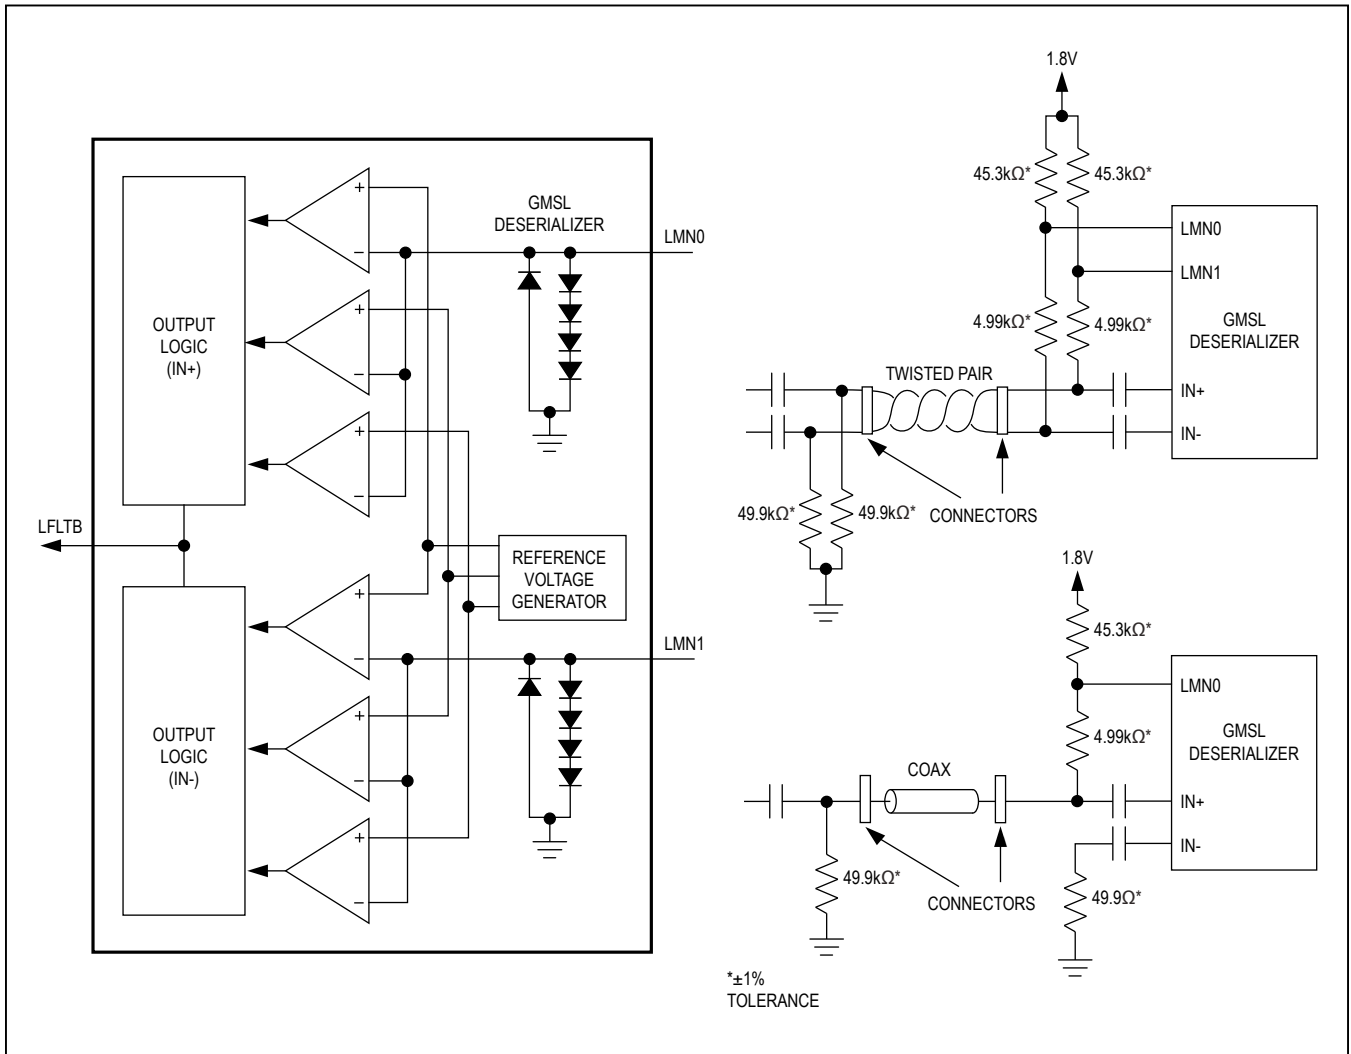 GMSL
DESERIALIZER
LMN0
+
−
+
−
+
−
OUTPUT
LOGIC
(IN+)
LFLTB
REFERENCE
VOLTAGE
GENERATOR
LMN1
+
−
+
−
+
−
OUTPUT
LOGIC
(IN-)
1.8V
45.3kΩ*
45.3kΩ*
LMN0
LMN1
4.99kΩ*
4.99kΩ*
GMSL
DESERIALIZER
TWISTED PAIR
IN+
IN-
49.9kΩ*
49.9kΩ*
CONNECTORS
1.8V
45.3kΩ*
LMN0
4.99kΩ*
GMSL
DESERIALIZER
COAX
IN+
IN-
49.9kΩ*
49.9Ω*
CONNECTORS
*±1%
TOLERANCE